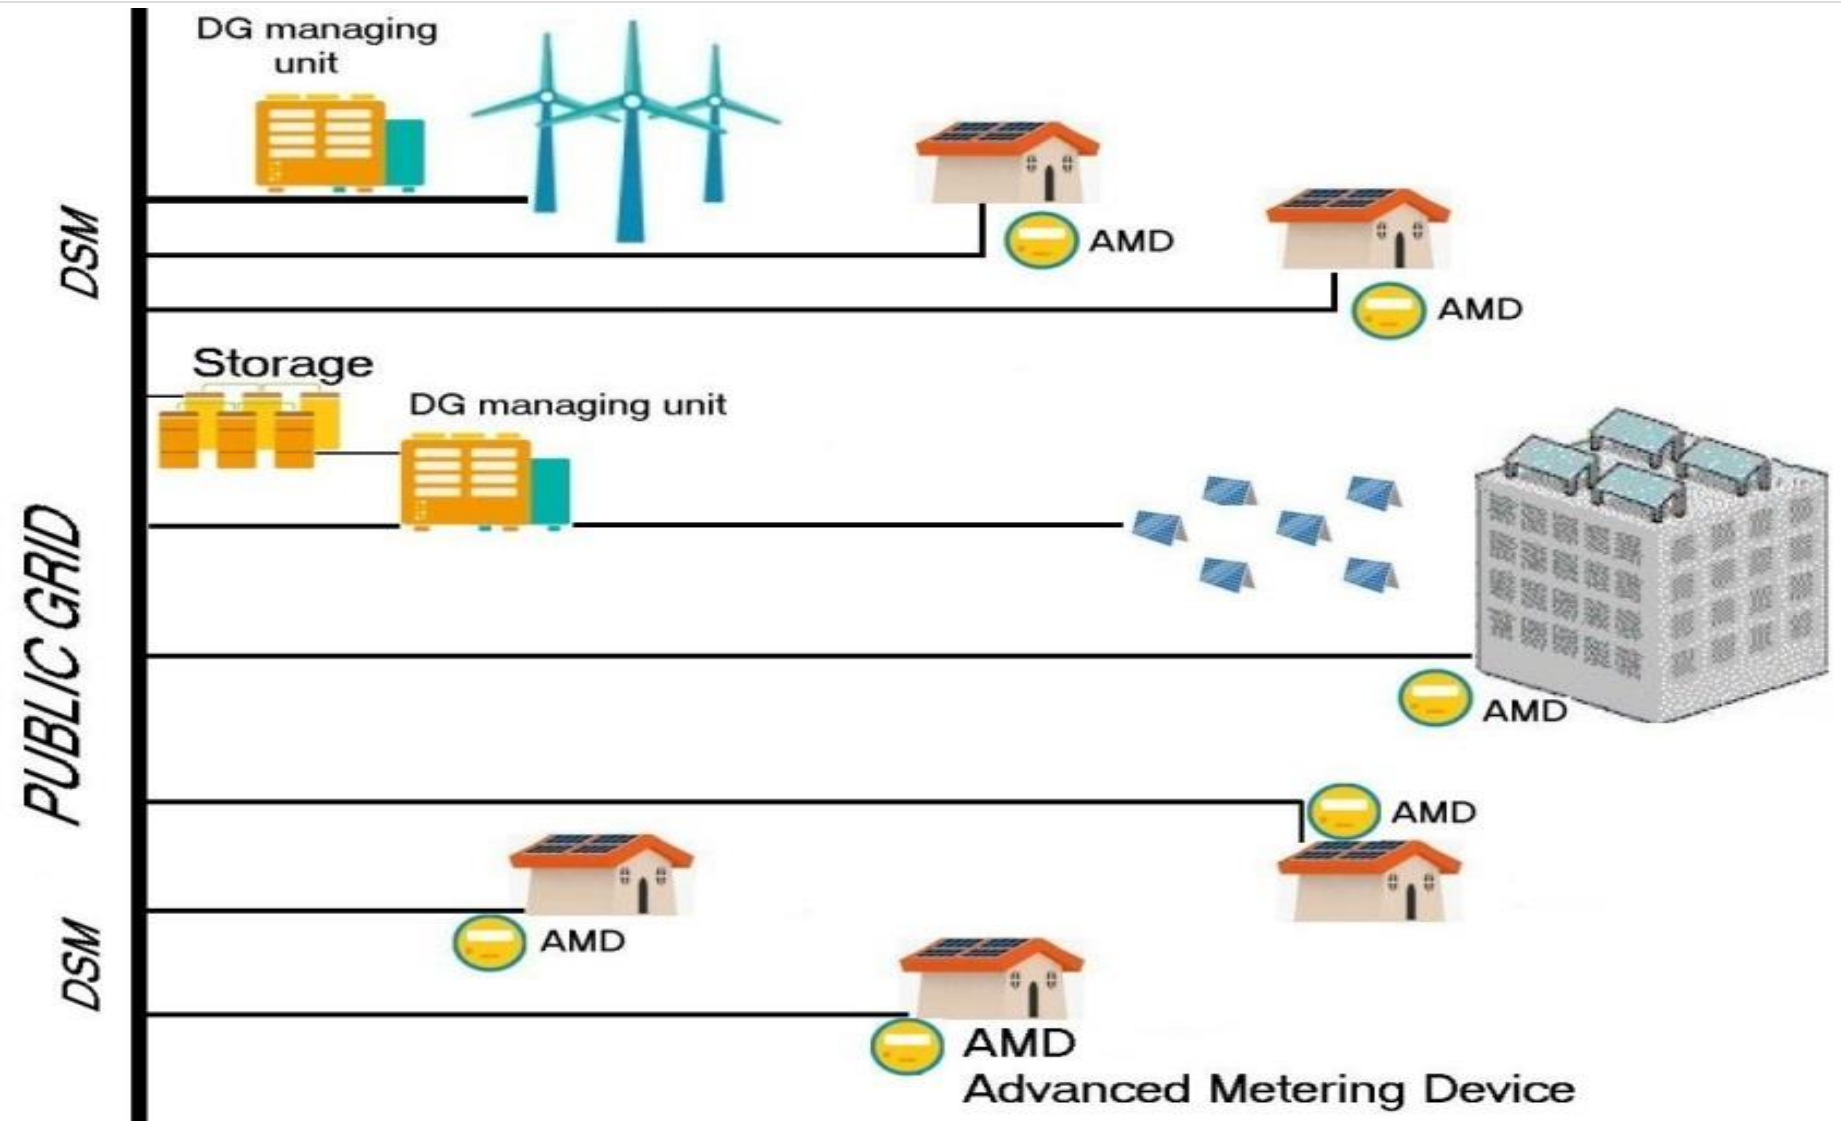 DG managing
unit
AMD
AMD
DSM
Storage
DG managing unit
PUBLIC GRID
AMD
AMD
AMD
DSM
AMD
Advanced Metering Device